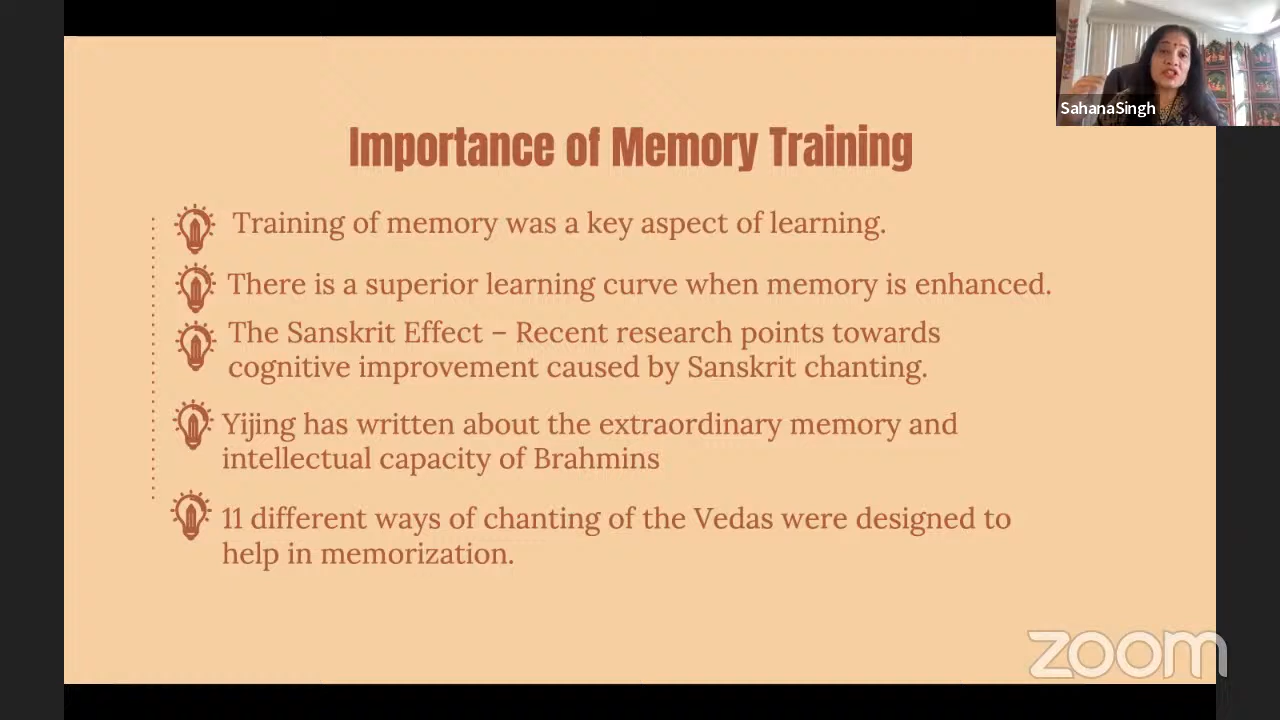 SahanaSingh
Importance of Memory Training
Training of memory was a key aspect of learning.
There is a superior learning curve when memory is enhanced.
The Sanskrit Effect – Recent research points towards
cognitive improvement caused by Sanskrit chanting.
Yijing has written about the extraordinary memory and
intellectual capacity of Brahmins
11 different ways of chanting of the Vedas were designed to
help in memorization.
zoom